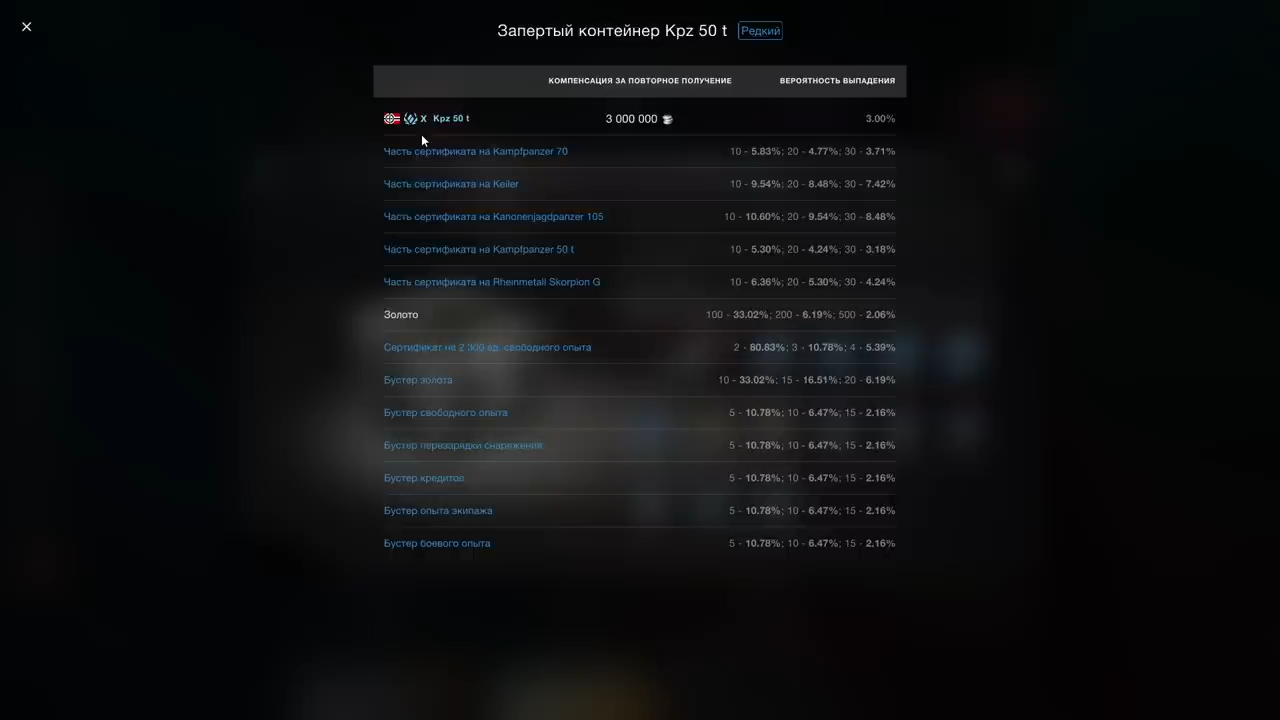 Запертый контейнер Kpz 50 t Редкий
КОМПЕНСАЦИЯ ЗА ПОВТОРНОЕ ПОЛУЧЕНИЕ ВЕРОЯТНОСТЬ ВЫПАДЕНИЯ
X Kpz 50 t 3 000 000 3.00%
Часть сертификата на Kampfpanzer 70 10 - 5.83%; 20 - 4.77%; 30 - 3.71%
Часть сертификата на Keiler 10 - 9.54%; 20 - 8.48%; 30 - 7.42%
Часть сертификата на Kanonenjagdpanzer 105 10 - 10.60%; 20 - 9.54%; 30 - 8.48%
Часть сертификата на Kampfpanzer 50 t 10 - 5.30%; 20 - 4.24%; 30 - 3.18%
Часть сертификата на Rheinmetall Skorpion G 10 - 6.36%; 20 - 5.30%; 30 - 4.24%
Золото 100 - 33.02%; 200 - 6.19%; 500 - 2.06%
Сертификат на 2 300 ед. свободного опыта 2 - 80.83%; 3 - 10.78%; 4 - 5.39%
Бустер золота 10 - 33.02%; 15 - 16.51%; 20 - 6.19%
Бустер свободного опыта 5 - 10.78%; 10 - 6.47%; 15 - 2.16%
Бустер перезарядки снаряжения 5 - 10.78%; 10 - 6.47%; 15 - 2.16%
Бустер кредитов 5 - 10.78%; 10 - 6.47%; 15 - 2.16%
Бустер опыта экипажа 5 - 10.78%; 10 - 6.47%; 15 - 2.16%
Бустер боевого опыта 5 - 10.78%; 10 - 6.47%; 15 - 2.16%